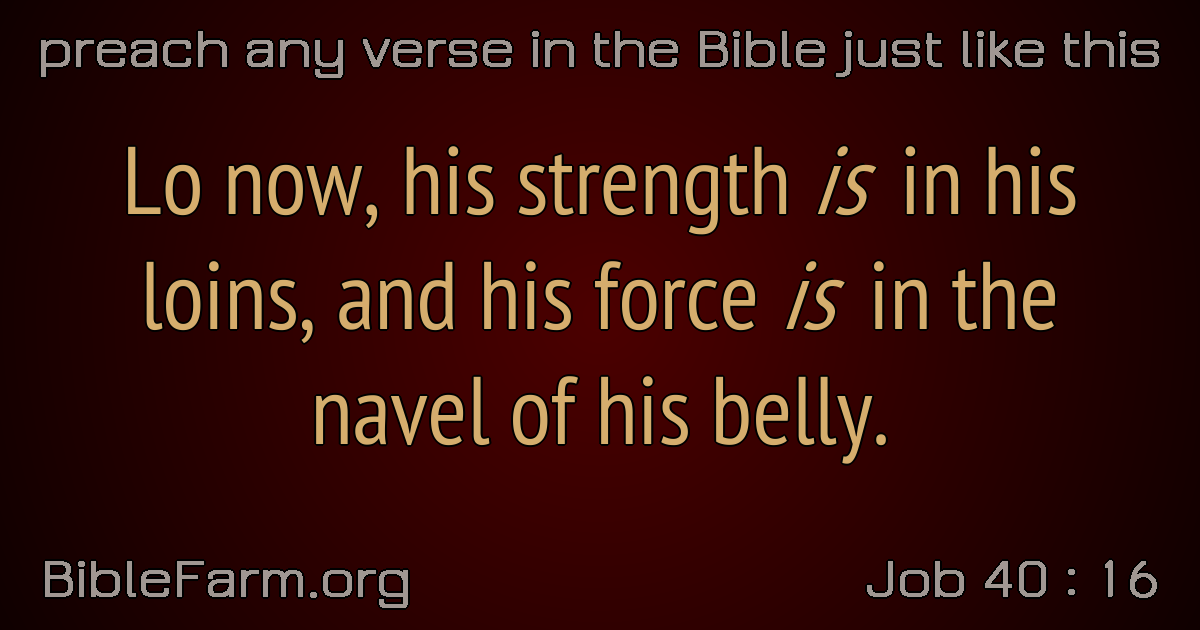 preach any verse in the Bible just like this
Lo now, his strength is in his
loins, and his force is in the
navel of his belly.
BibleFarm.org
Job 40 : 16